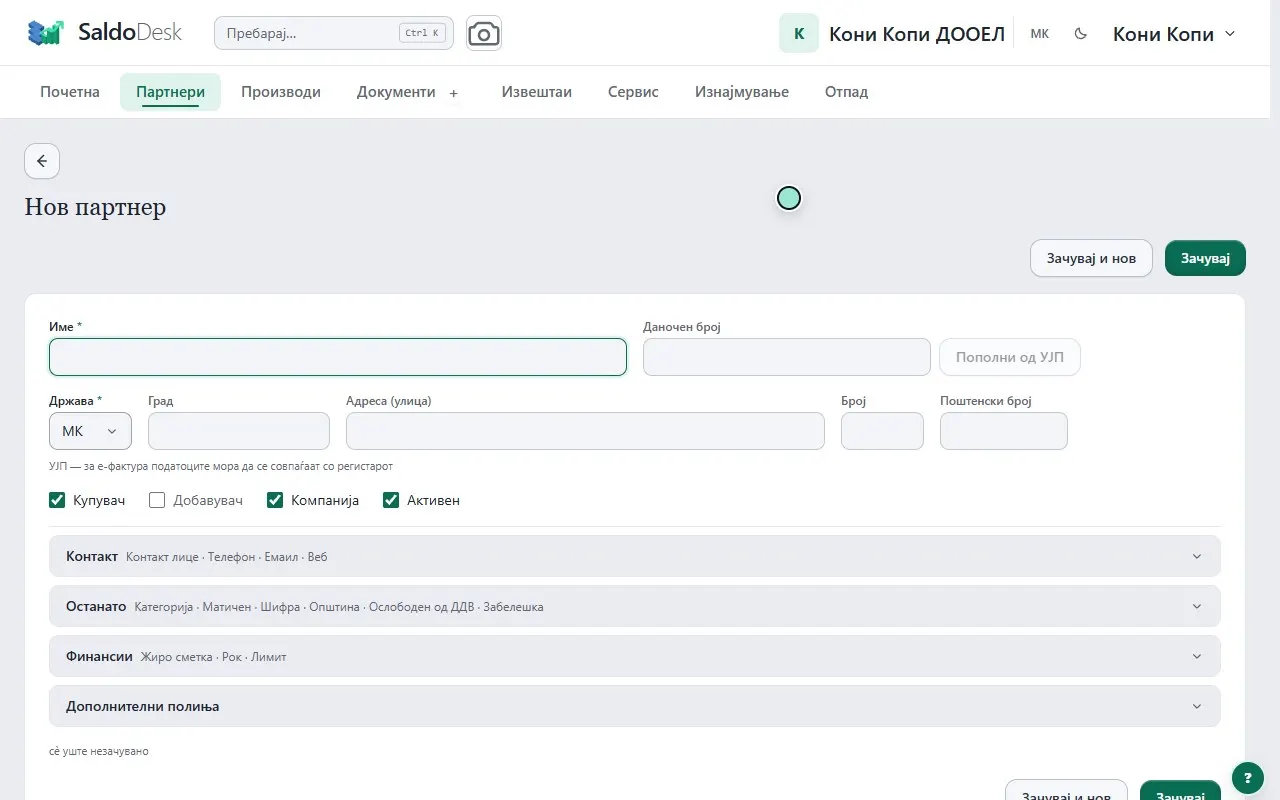 SaldoDesk
Пребарај...
Ctrl K
К
Кони Копи ДООЕЛ
МК
Кони Копи
Почетна
Партнери
Производи
Документи +
Извештаи
Сервис
Изнајмување
Отпад
Нов партнер
Зачувај и нов
Зачувај
Име *
Даночен број
Пополни од УЈП
Држава *
Град
Адреса (улица)
Број
Поштенски број
МК
УЈП — за е-фактура податоците мора да се совпаѓаат со регистарот
Купувач
Добавувач
Компанија
Активен
Контакт Контакт лице · Телефон · Емаил · Веб
Останато Категорија · Матичен · Шифра · Општина · Ослободен од ДДВ · Забелешка
Финансии Жиро сметка · Рок · Лимит
Дополнителни полиња
сè уште незачувано
Зачувај и нов
Зачувај
?